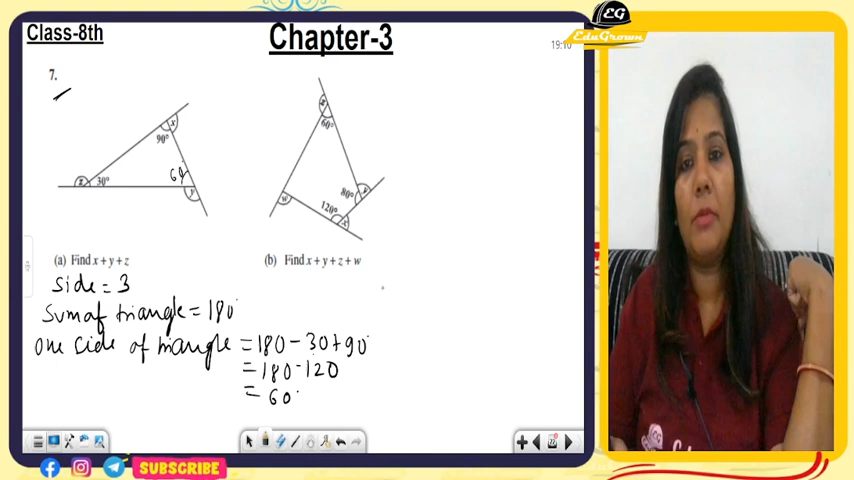 Class-8th
Chapter-3
EG
EduGrown
19:10
7.
x
90°
60
z
30°
y
z
60°
80°
y
120°
x
w
(a) Find x + y + z
(b) Find x + y + z + w
side = 3
sum of triangle = 180°
one side of triangle = 180 - 30 + 90°
= 180 - 120
= 60°
22
SUBSCRIBE